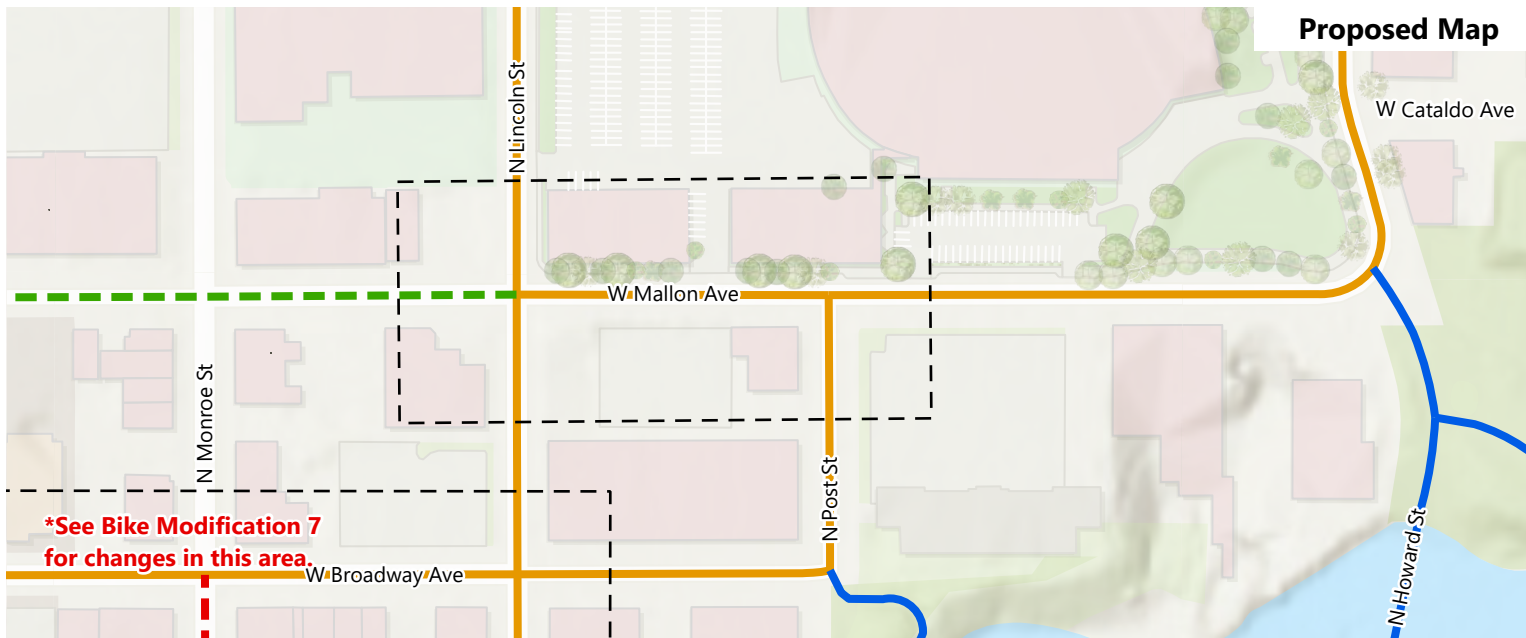 Proposed Map
N Lincoln St
W Cataldo Ave
W Mallon Ave
N Monroe St
N Post St
*See Bike Modification 7
for changes in this area.
W Broadway Ave
N Howard St